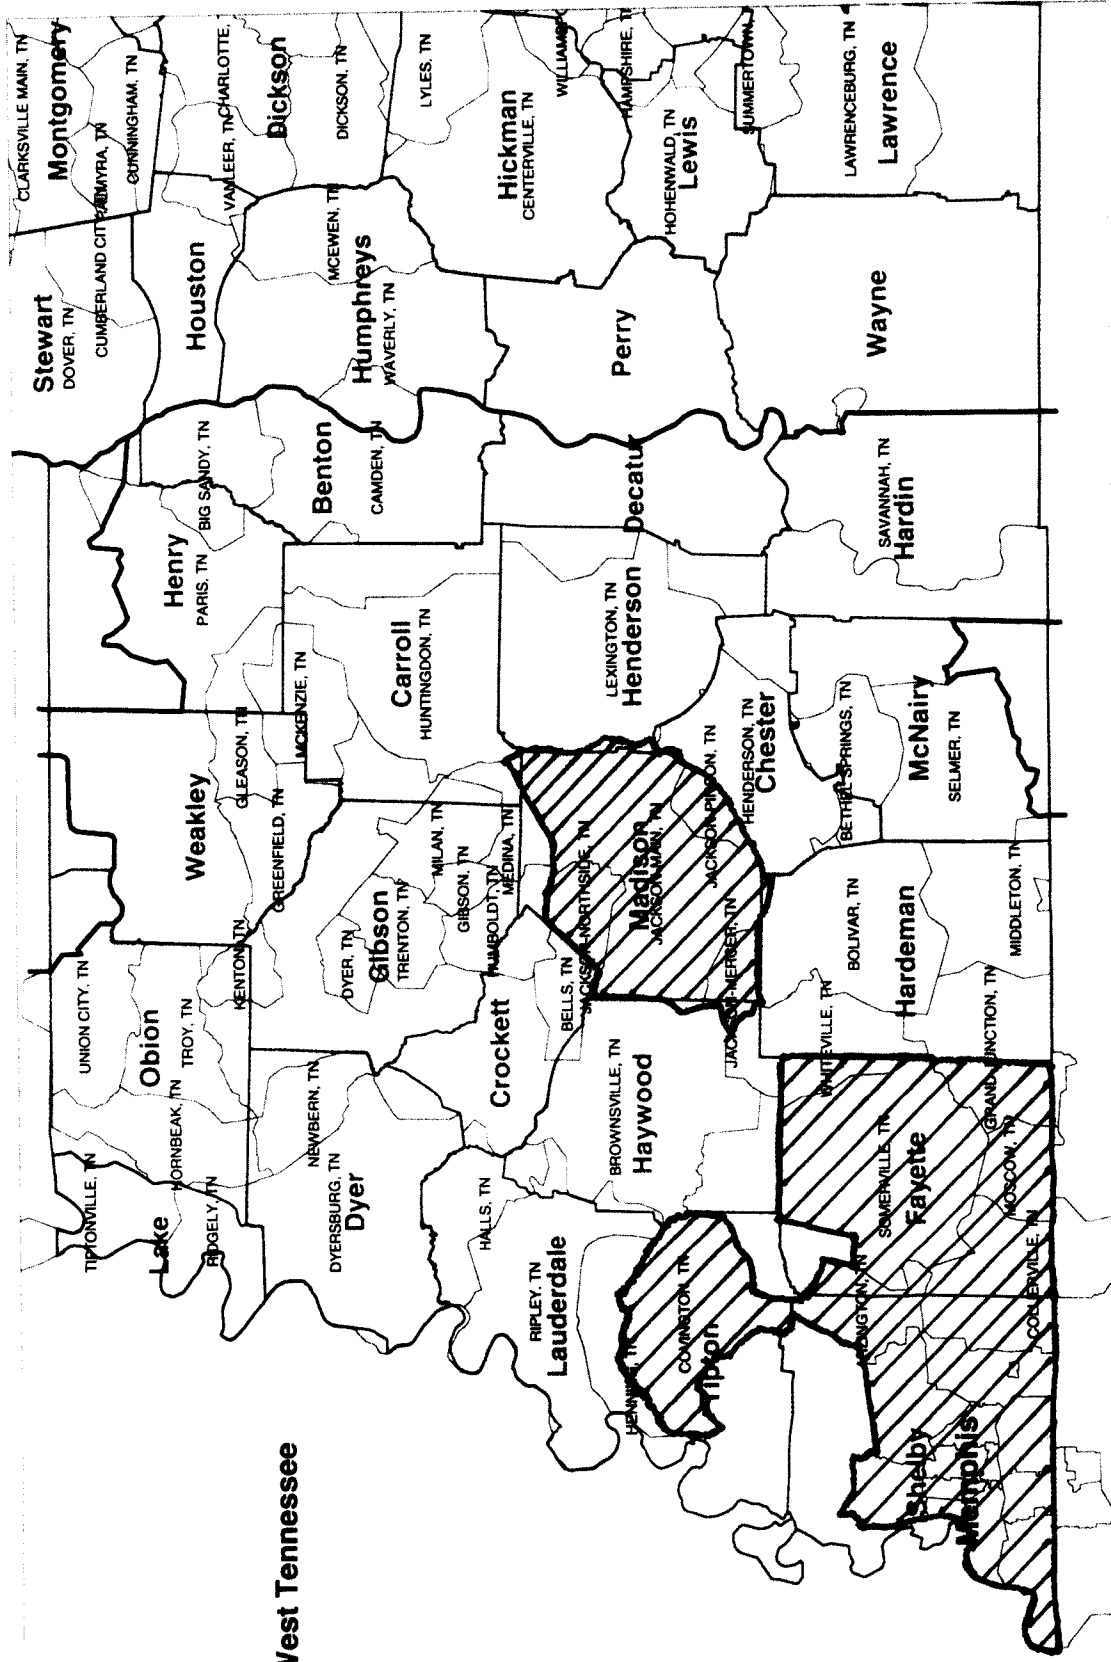 West Tennessee
CLARKSVILLE MAIN, TN
Montgomery
CUNNINGHAM, TN
PALMYRA, TN
CUMBERLAND CITY
Stewart
DOVER, TN
Houston
VANLEER, TN
CHARLOTTE,
Dickson
DICKSON, TN
MCEWEN, TN
Humphreys
WAVERLY, TN
LYLES, TN
Hickman
CENTERVILLE, TN
HAMPSHIRE, T
HOHENWALD, TN
Lewis
SUMMERTOWN,
LAWRENCEBURG, TN
Lawrence
Perry
Wayne
BIG SANDY, TN
Henry
PARIS, TN
Benton
CAMDEN, TN
Decatur
SAVANNAH, TN
Hardin
MCKENZIE, TN
Carroll
HUNTINGDON, TN
LEXINGTON, TN
Henderson
HENDERSON, TN
Chester
BETHEL SPRINGS, TN
McNairy
SELMER, TN
Weakley
GLEASON, TN
GREENFIELD, TN
KENTON, TN
DYER, TN
Gibson
TRENTON, TN
MILAN, TN
GIBSON, TN
HUMBOLDT, TN
MEDINA, TN
JACKSON-NORTHSIDE, TN
Madison
JACKSON-MAIN, TN
JACKSON-PINSON, TN
JACKSON-MERCER, TN
BOLIVAR, TN
Hardeman
MIDDLETON, TN
WHITEVILLE, TN
GRAND JUNCTION, TN
UNION CITY, TN
Obion
TROY, TN
HORNBEAK, TN
TIPTONVILLE, TN
Lake
RIDGELY, TN
NEWBERN, TN
DYERSBURG, TN
Dyer
Crockett
BELLS, TN
BROWNSVILLE, TN
Haywood
HALLS, TN
RIPLEY, TN
Lauderdale
HENNING, TN
COVINGTON, TN
Tipton
SOMERVILLE, TN
Fayette
MOSCOW, TN
ARLINGTON, TN
COLLIERVILLE, TN
Shelby
Memphis